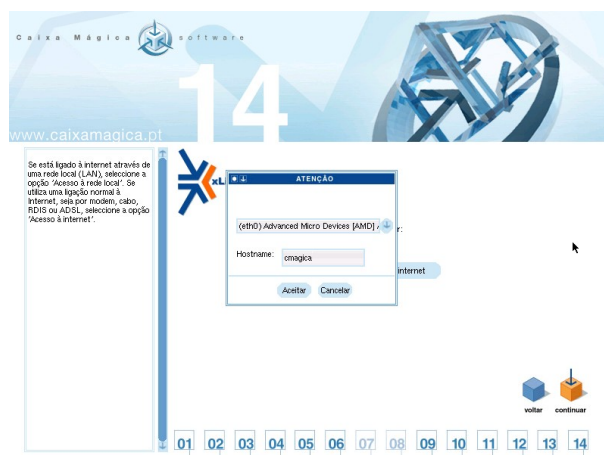 Caixa Mágica software
14
www.caixamagica.pt
Se está ligado à internet através de
uma rede local (LAN), seleccione a
opção 'Acesso à rede local'. Se
utiliza uma ligação normal à
Internet, seja por modem, cabo,
RDIS ou ADSL, seleccione a opção
'Acesso à internet'.
xL
ATENÇÃO
(eth0) Advanced Micro Devices [AMD]
r:
Hostname: cmagica
internet
Aceitar Cancelar
voltar continuar
01 02 03 04 05 06 07 08 09 10 11 12 13 14